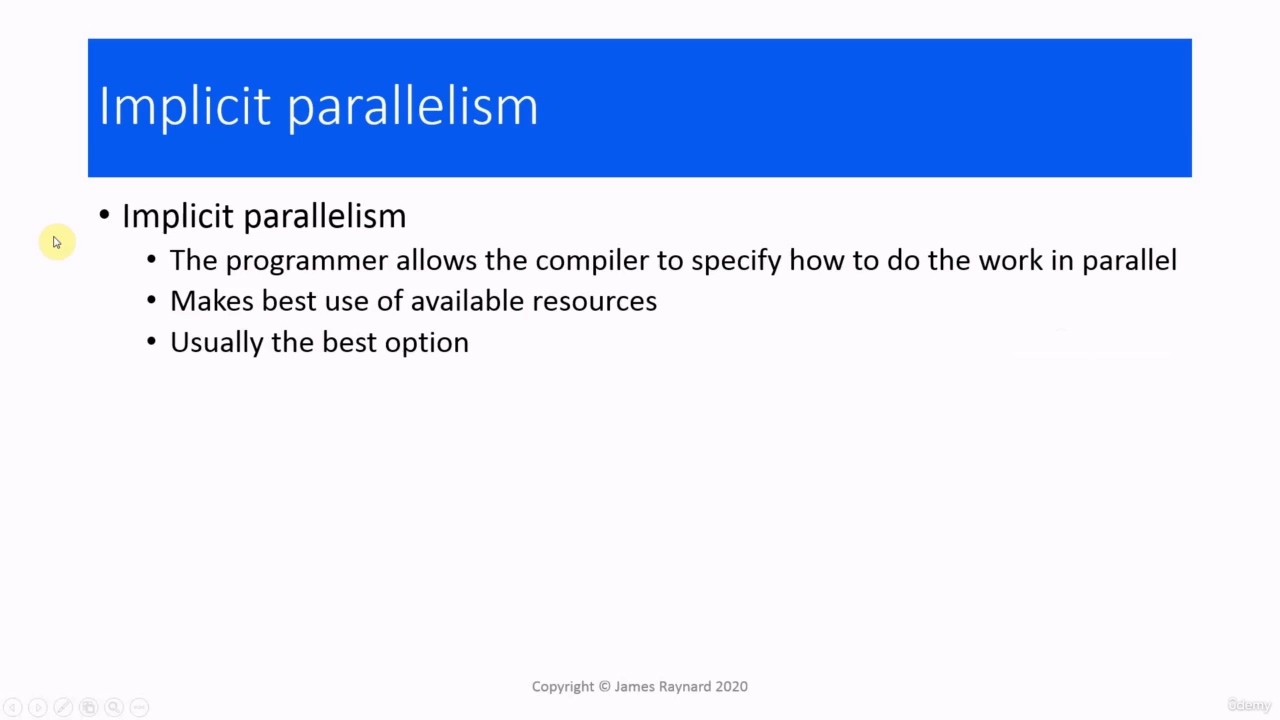 Implicit parallelism
• Implicit parallelism
• The programmer allows the compiler to specify how to do the work in parallel
• Makes best use of available resources
• Usually the best option
Copyright © James Raynard 2020
ûdemy